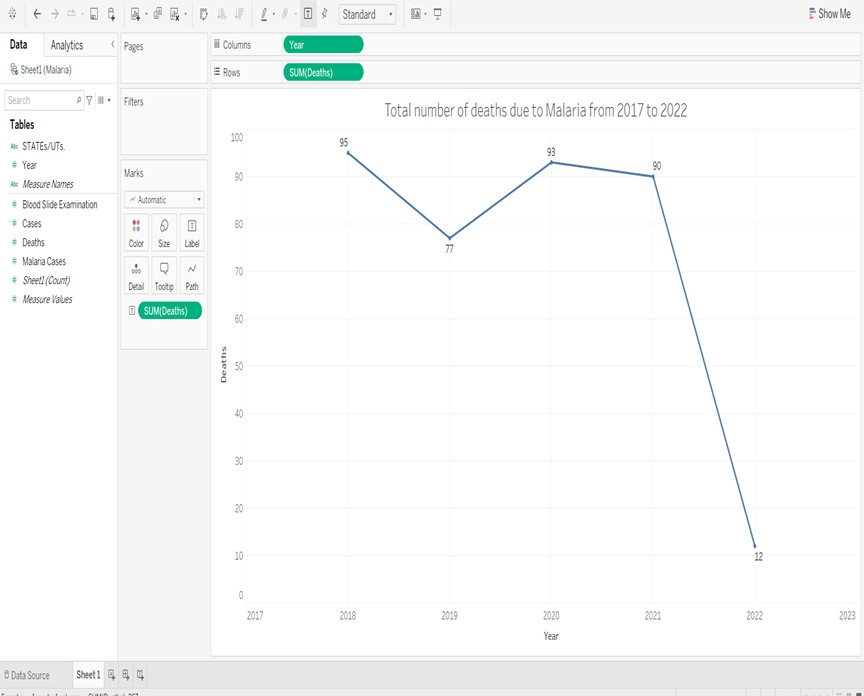 Standard
Show Me
Data
Analytics
Pages
Columns
Year
Rows
SUM(Deaths)
Sheet1 (Malaria)
Search
Tables
Abc STATEs/UTs.
# Year
Abc Measure Names
# Blood Slide Examination
# Cases
# Deaths
# Malaria Cases
# Sheet1 (Count)
# Measure Values
Filters
Marks
Automatic
Color Size Label
Detail Tooltip Path
SUM(Deaths)
Total number of deaths due to Malaria from 2017 to 2022
100
90
80
70
60
50
40
30
20
10
0
Deaths
95
77
93
90
12
2017 2018 2019 2020 2021 2022 2023
Year
Data Source
Sheet 1